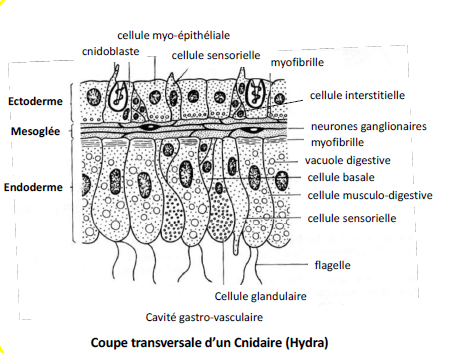 cellule myo-épithéliale
cnidoblaste
cellule sensorielle
myofibrille
Ectoderme
cellule interstitielle
Mesoglée
neurones ganglionaires
myofibrille
vacuole digestive
Endoderme
cellule basale
cellule musculo-digestive
cellule sensorielle
flagelle
Cellule glandulaire
Cavité gastro-vasculaire
Coupe transversale d'un Cnidaire (Hydra)